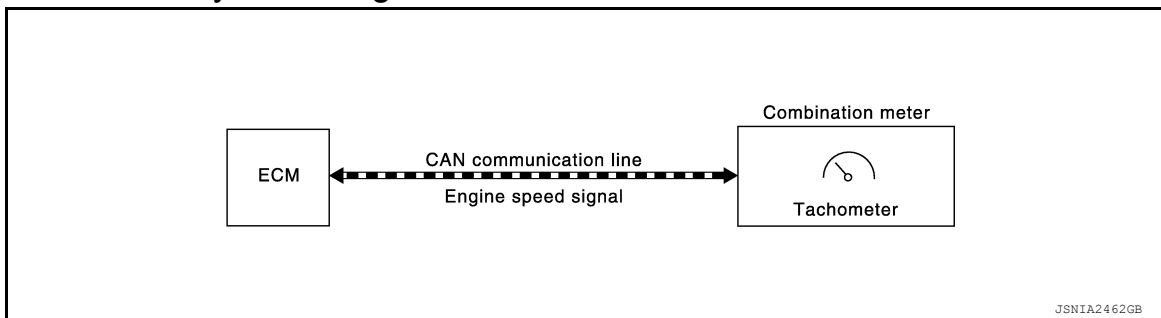 Combination meter
ECM
CAN communication line
Engine speed signal
Tachometer
JSNIA2462GB